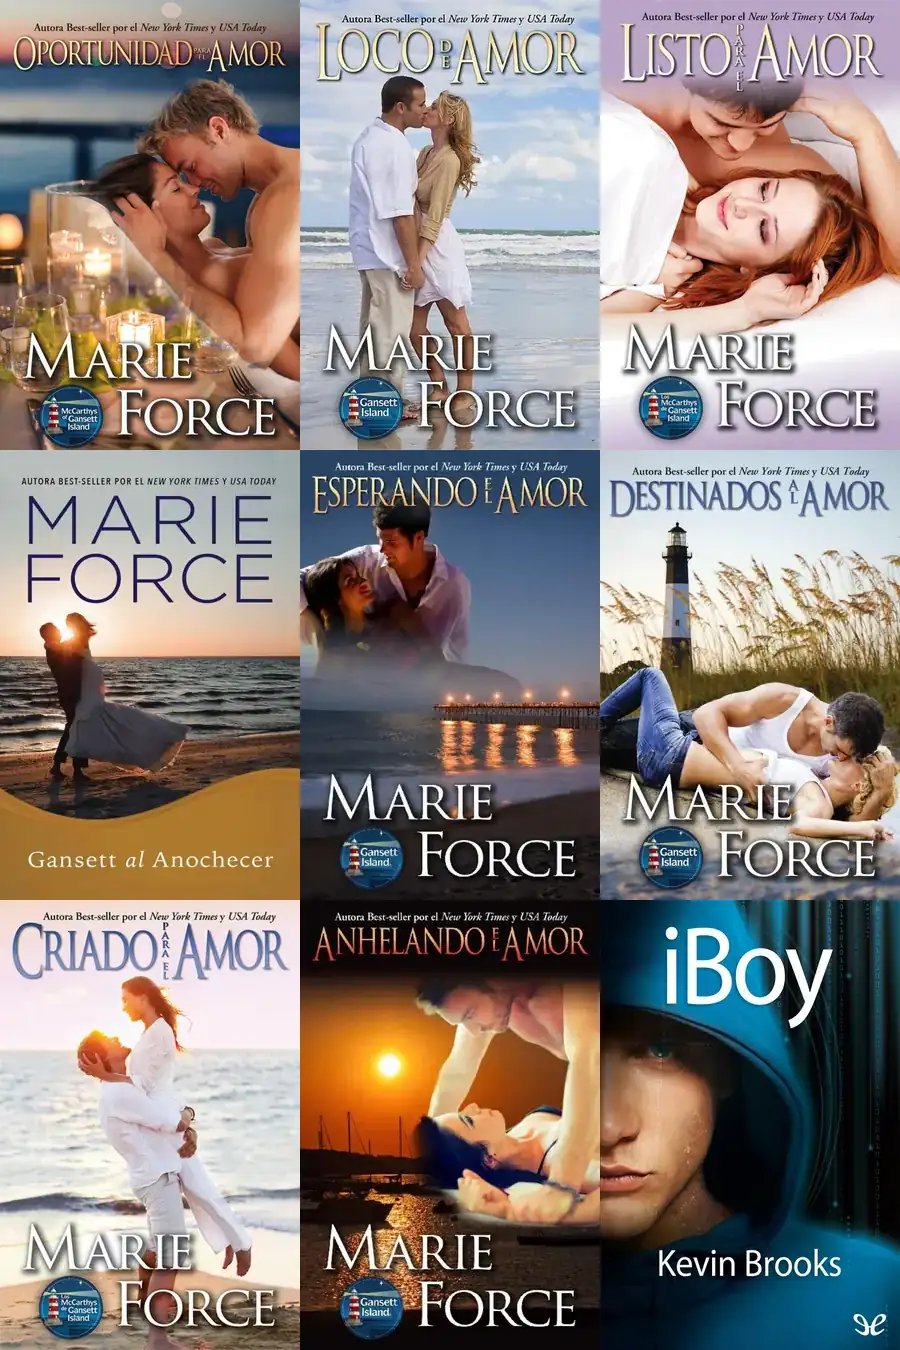 Autora Best-seller por el New York Times y USA Today
OPORTUNIDAD PARA EL AMOR
MARIE
FORCE
McCarthys
of Gansett
Island
Autora Best-seller por el New York Times y USA Today
LOCO DE AMOR
MARIE
FORCE
Gansett
Island
Autora Best-seller por el New York Times y USA Today
LISTO PARA EL AMOR
MARIE
FORCE
Los
McCarthys
de Gansett
Island
AUTORA BEST-SELLER POR EL NEW YORK TIMES Y USA TODAY
MARIE
FORCE
Gansett al Anochecer
Autora Best-seller por el New York Times y USA Today
ESPERANDO EL AMOR
MARIE
FORCE
Gansett
Island
Autora Best-seller por el New York Times y USA Today
DESTINADOS AL AMOR
MARIE
FORCE
Gansett
Island
Autora Best-seller por el New York Times y USA Today
CRIADO PARA EL AMOR
MARIE
FORCE
Los
McCarthys
de Gansett
Island
Autora Best-seller por el New York Times y USA Today
ANHELANDO EL AMOR
MARIE
FORCE
Gansett
Island
iBoy
Kevin Brooks